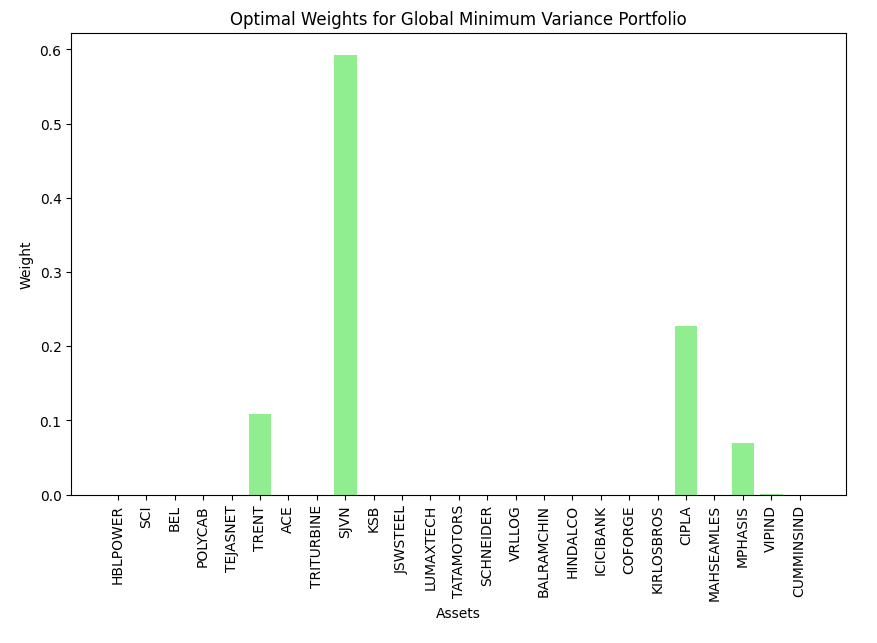 Optimal Weights for Global Minimum Variance Portfolio
Weight
0.6
0.5
0.4
0.3
0.2
0.1
0.0
HBLPOWER
SCI
BEL
POLYCAB
TEJASNET
TRENT
ACE
TRITURBINE
SJVN
KSB
JSWSTEEL
LUMAXTECH
TATAMOTORS
SCHNEIDER
VRLLOG
BALRAMCHIN
HINDALCO
ICICIBANK
COFORGE
KIRLOSBROS
CIPLA
MAHSEAMLES
MPHASIS
VIPIND
CUMMINSIND
Assets